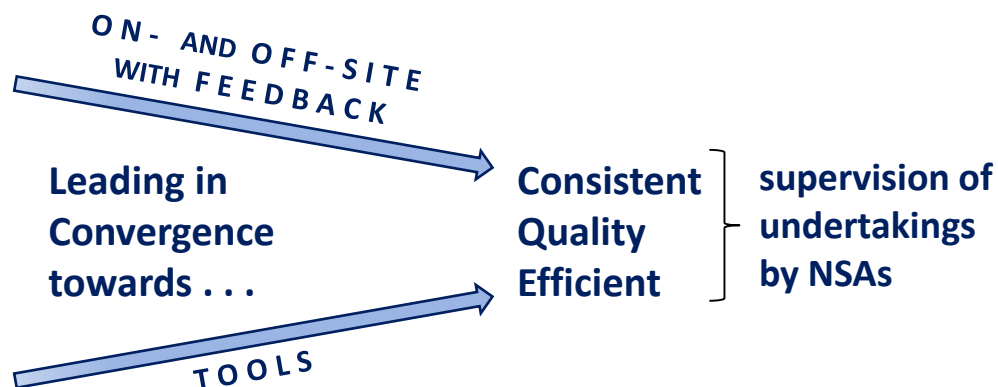 ON- AND OFF-SITE
WITH FEEDBACK
Leading in
Convergence
towards . . .
Consistent
Quality
Efficient
supervision of
undertakings
by NSAs
TOOLS